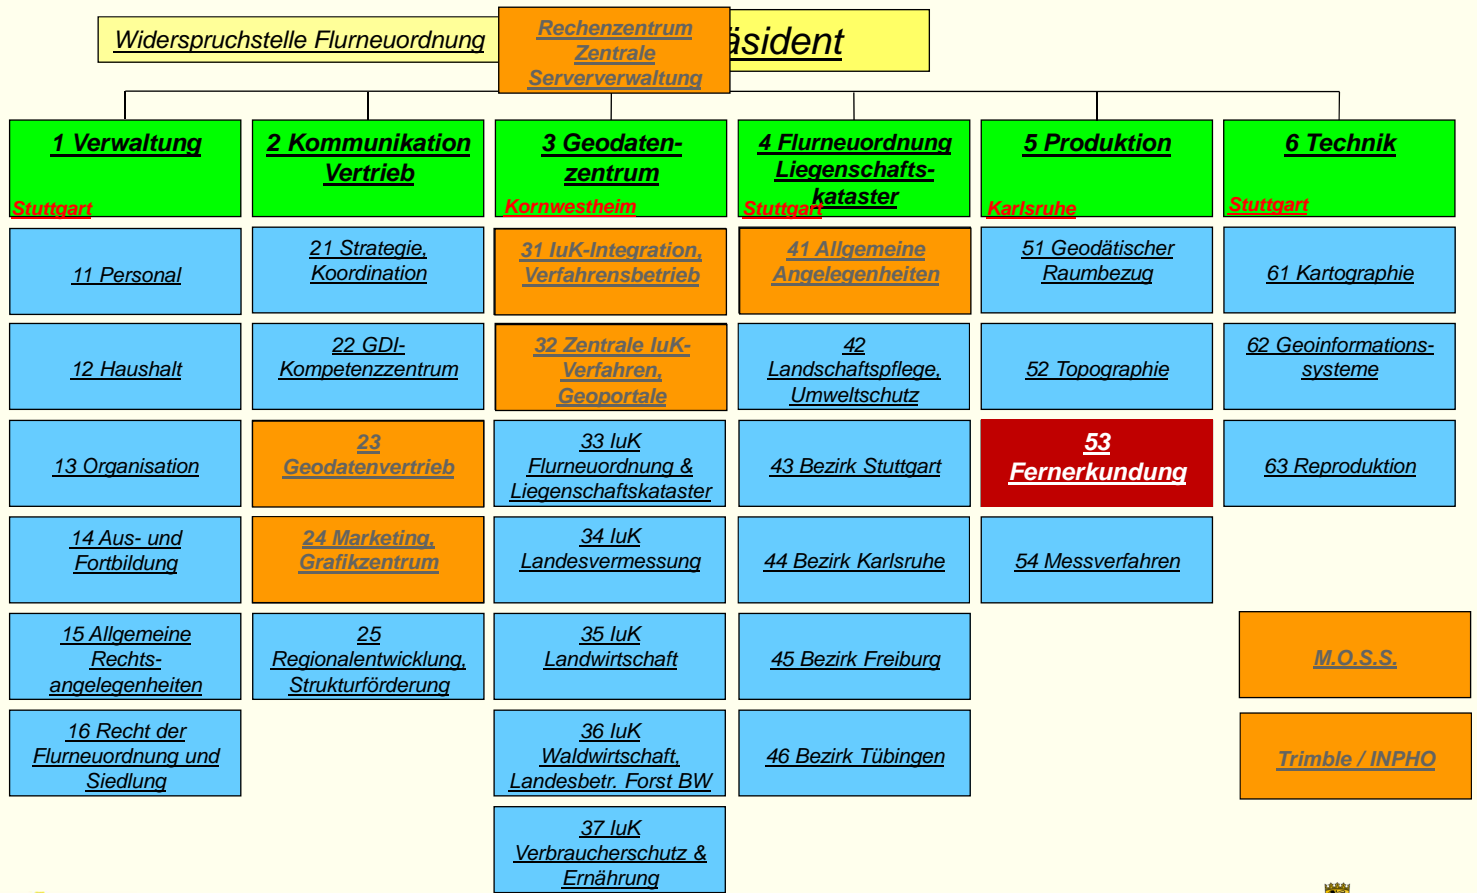 Widerspruchstelle Flurneuordnung
Rechenzentrum
Zentrale
Serververwaltung
äsident
1 Verwaltung
Stuttgart
2 Kommunikation
Vertrieb
3 Geodaten-
zentrum
Kornwestheim
4 Flurneuordnung
Liegenschafts-
kataster
Stuttgart
5 Produktion
Karlsruhe
6 Technik
Stuttgart
11 Personal
12 Haushalt
13 Organisation
14 Aus- und
Fortbildung
15 Allgemeine
Rechts-
angelegenheiten
16 Recht der
Flurneuordnung und
Siedlung
21 Strategie,
Koordination
22 GDI-
Kompetenzzentrum
23
Geodatenvertrieb
24 Marketing,
Grafikzentrum
25
Regionalentwicklung,
Strukturförderung
31 IuK-Integration,
Verfahrensbetrieb
32 Zentrale IuK-
Verfahren,
Geoportale
33 IuK
Flurneuordnung &
Liegenschaftskataster
34 IuK
Landesvermessung
35 IuK
Landwirtschaft
36 IuK
Waldwirtschaft,
Landesbetr. Forst BW
37 IuK
Verbraucherschutz &
Ernährung
41 Allgemeine
Angelegenheiten
42
Landschaftspflege,
Umweltschutz
43 Bezirk Stuttgart
44 Bezirk Karlsruhe
45 Bezirk Freiburg
46 Bezirk Tübingen
51 Geodätischer
Raumbezug
52 Topographie
53
Fernerkundung
54 Messverfahren
61 Kartographie
62 Geoinformations-
systeme
63 Reproduktion
M.O.S.S.
Trimble / INPHO